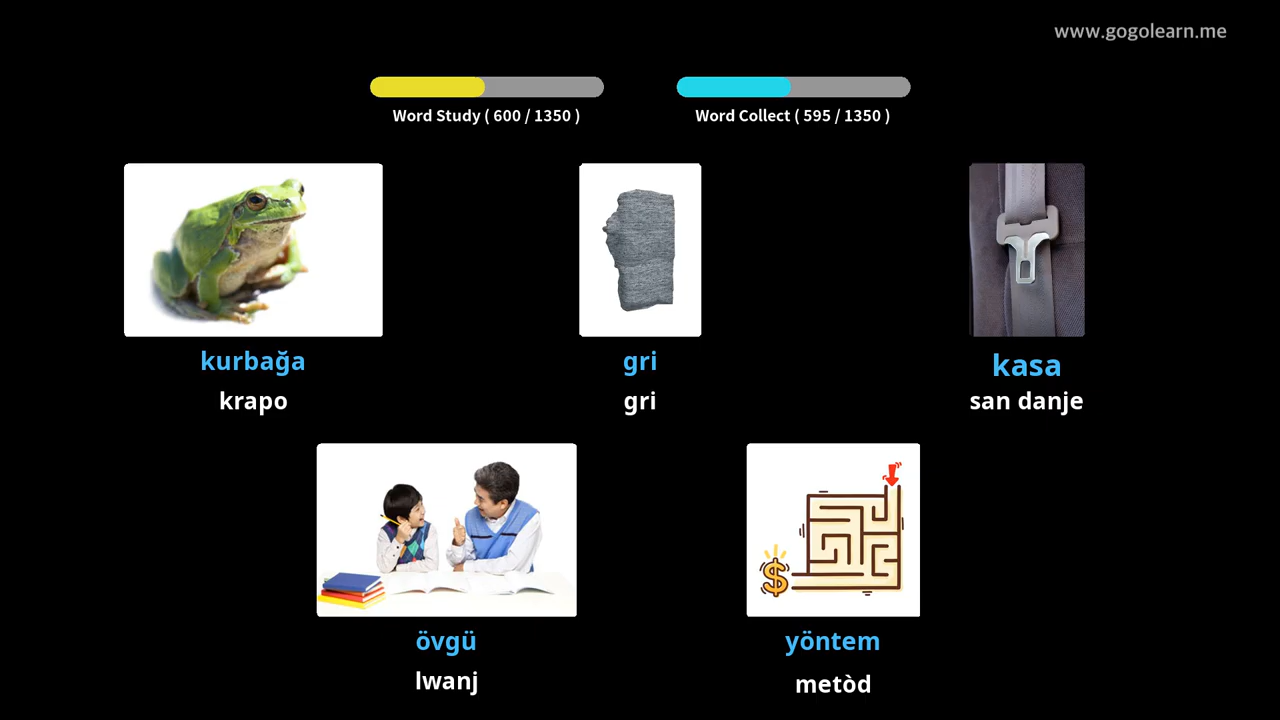 www.gogolearn.me
Word Study ( 600 / 1350 )
Word Collect ( 595 / 1350 )
kurbağa
krapo
gri
gri
kasa
san danje
övgü
lwanj
yöntem
metòd